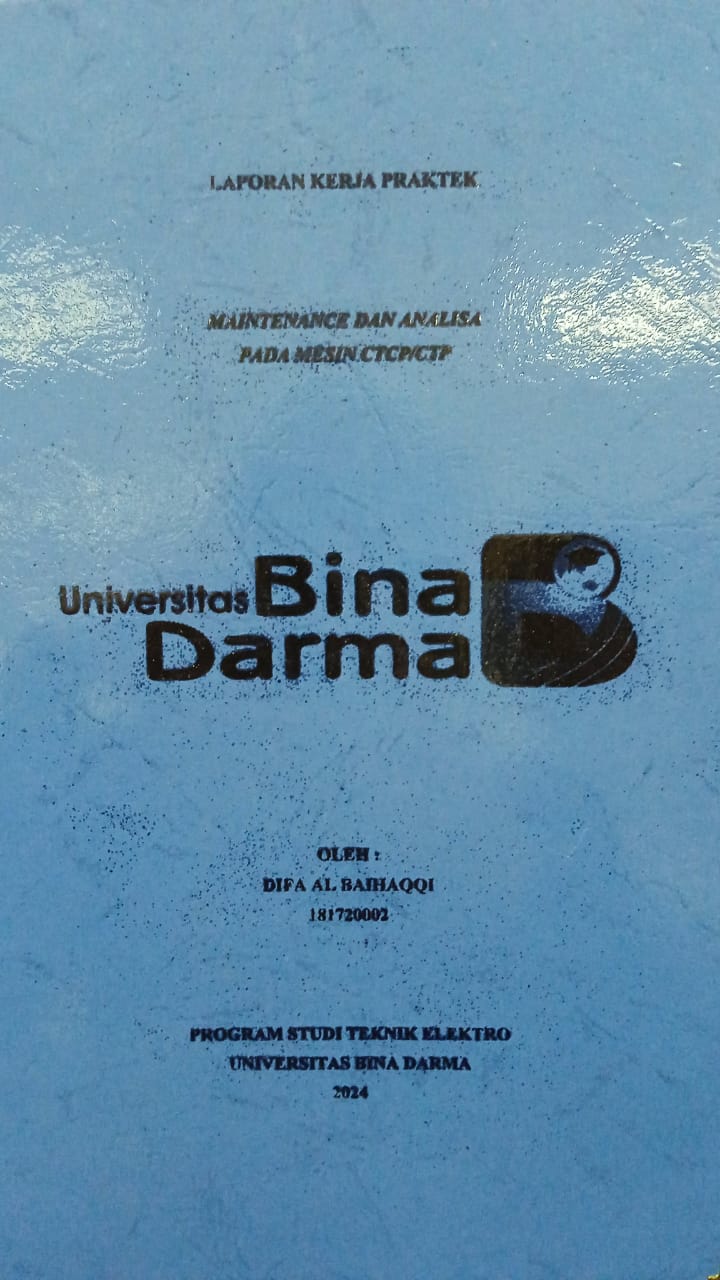 LAPORAN KERJA PRAKTEK
MAINTENANCE DAN ANALISA
PADA MESIN CTCP/CTP
Universitas Bina
Darma
OLEH :
DIFA AL BAIHAQQI
181720002
PROGRAM STUDI TEKNIK ELEKTRO
UNIVERSITAS BINA DARMA
2024